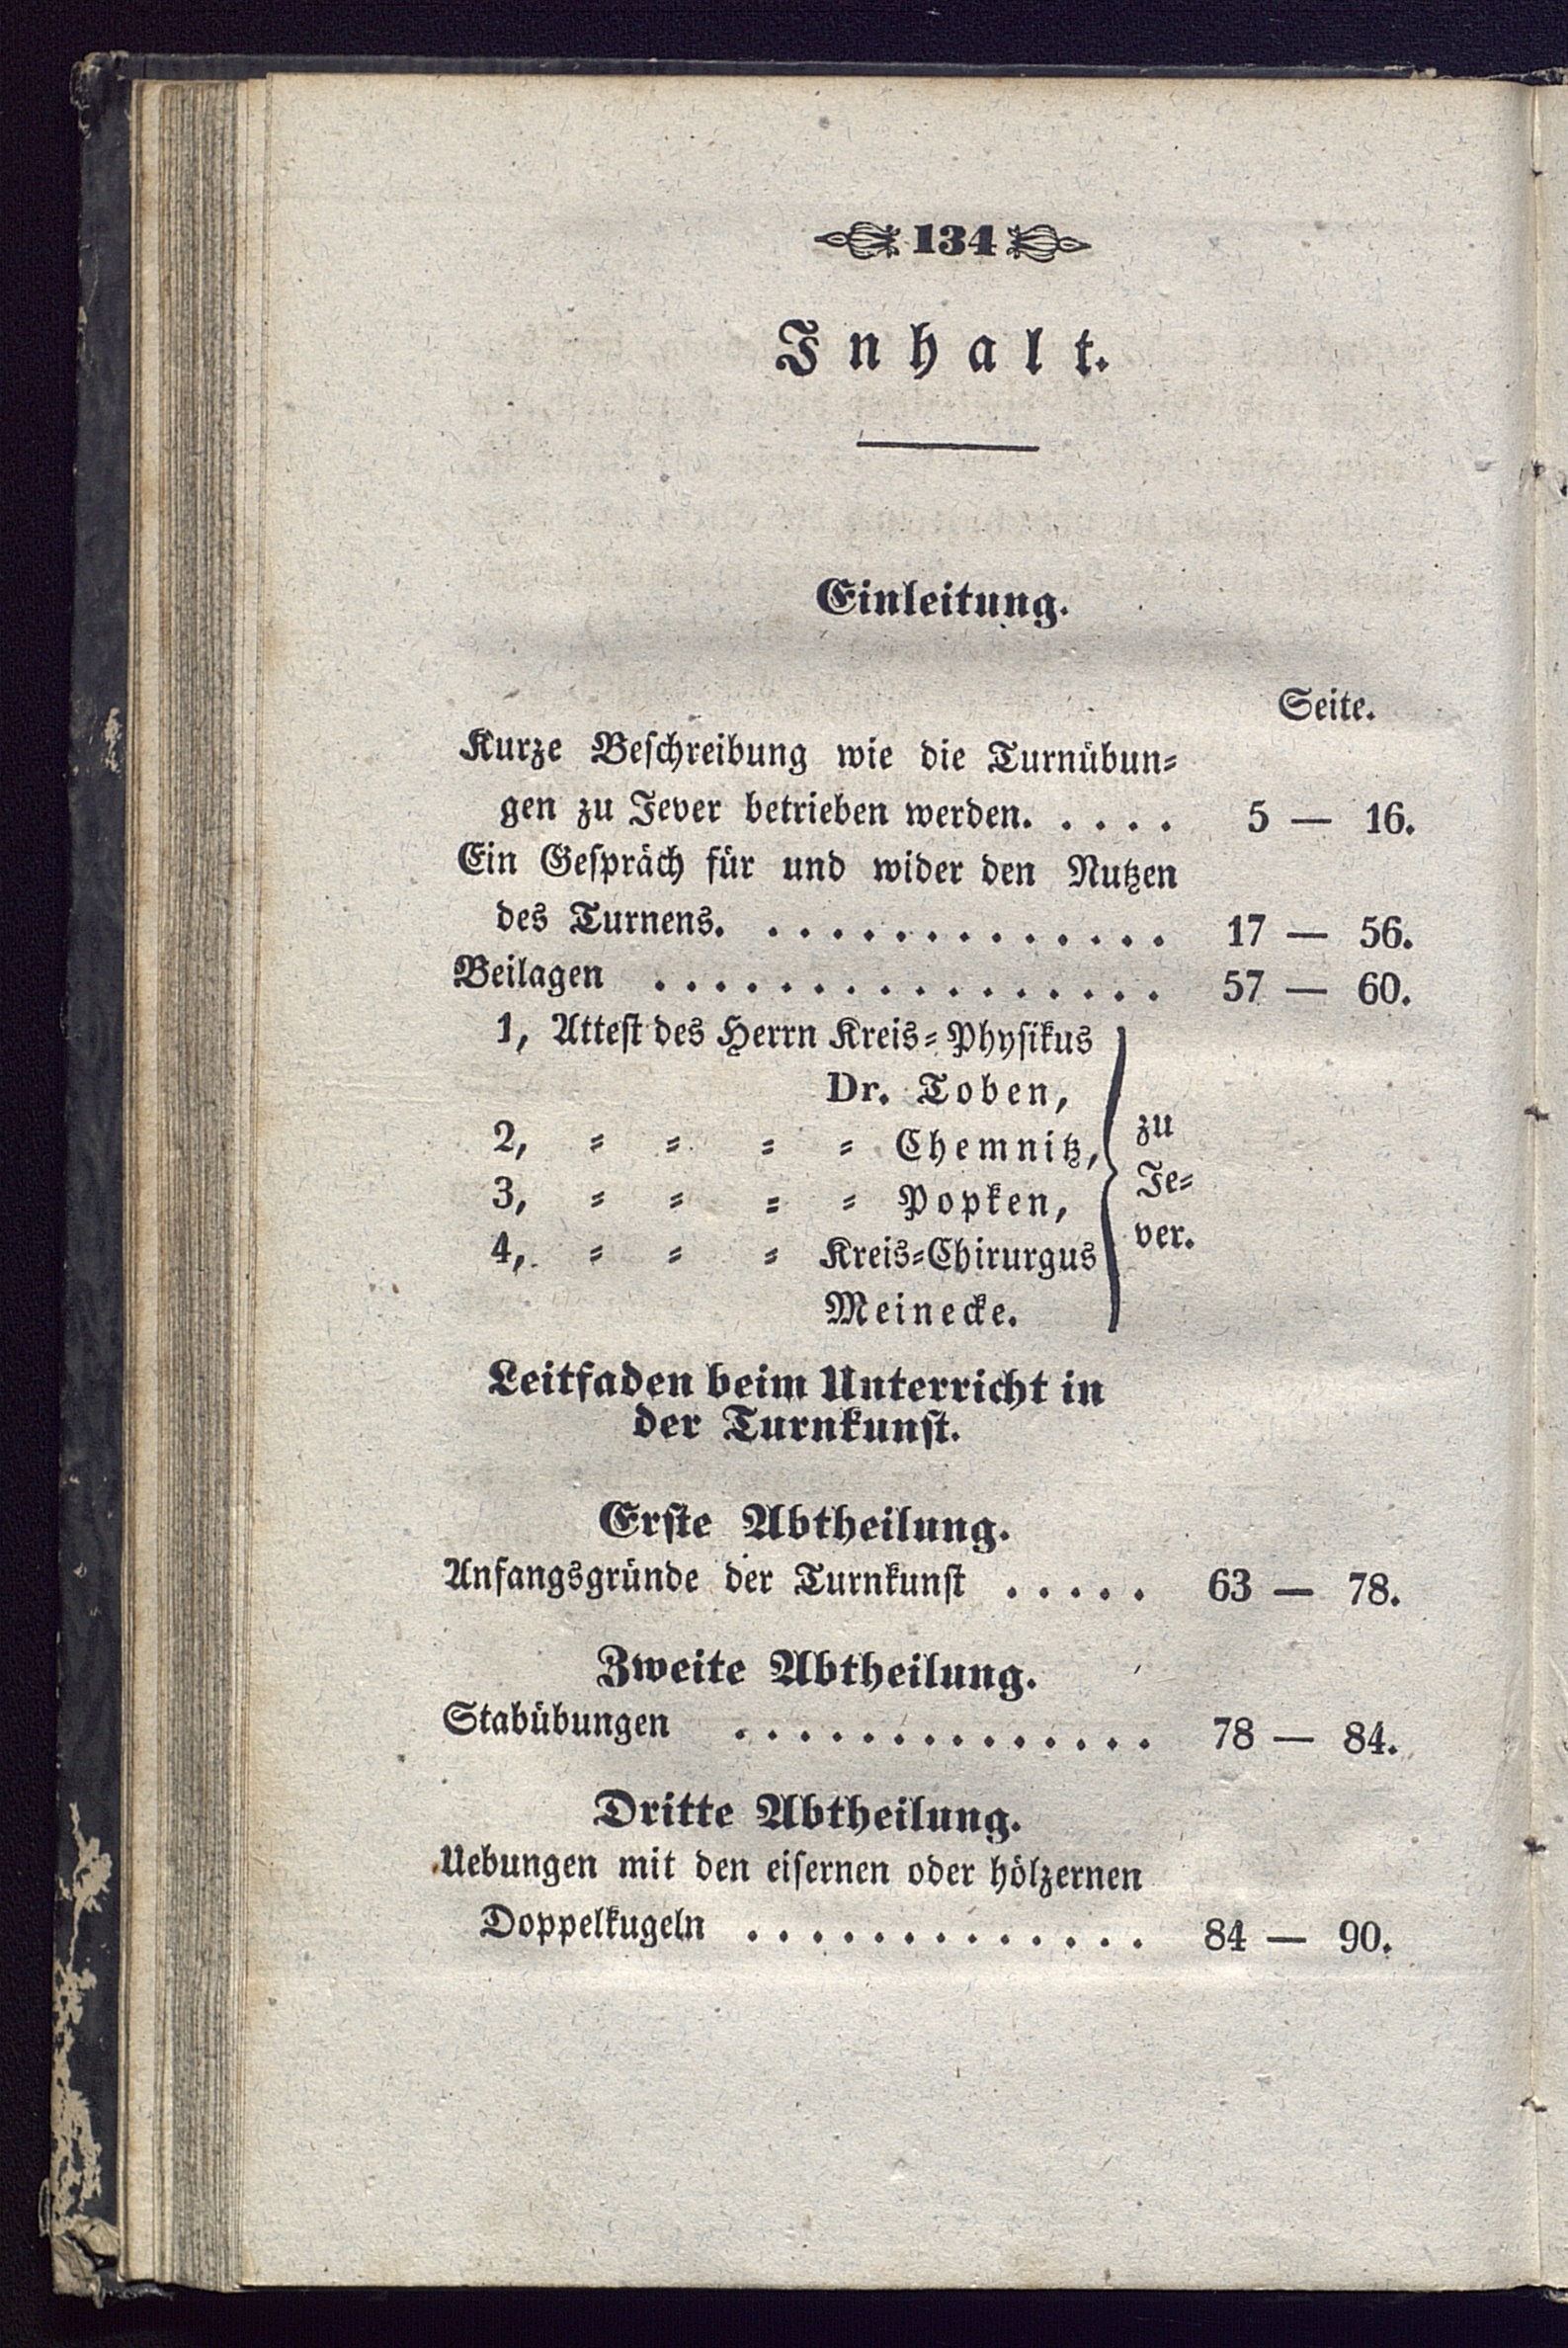 134
Inhalt.
Einleitung.
Seite.
Kurze Beschreibung wie die Turnübun=
gen zu Jever betrieben werden. . . . . 5 — 16.
Ein Gespräch für und wider den Nutzen
des Turnens. . . . . . . . . . . . . . 17 — 56.
Beilagen . . . . . . . . . . . . . . . . . 57 — 60.
1, Attest des Herrn Kreis=Physikus
Dr. Toben,
2, = = = = Chemnitz,
3, = = = = Popken,
4, = = = Kreis=Chirurgus
Meinecke.
zu
Je=
ver.
Leitfaden beim Unterricht in
der Turnkunst.
Erste Abtheilung.
Anfangsgründe der Turnkunst . . . . . 63 — 78.
Zweite Abtheilung.
Stabübungen . . . . . . . . . . . . . . 78 — 84.
Dritte Abtheilung.
Uebungen mit den eisernen oder hölzernen
Doppelkugeln . . . . . . . . . . . . . 84 — 90.